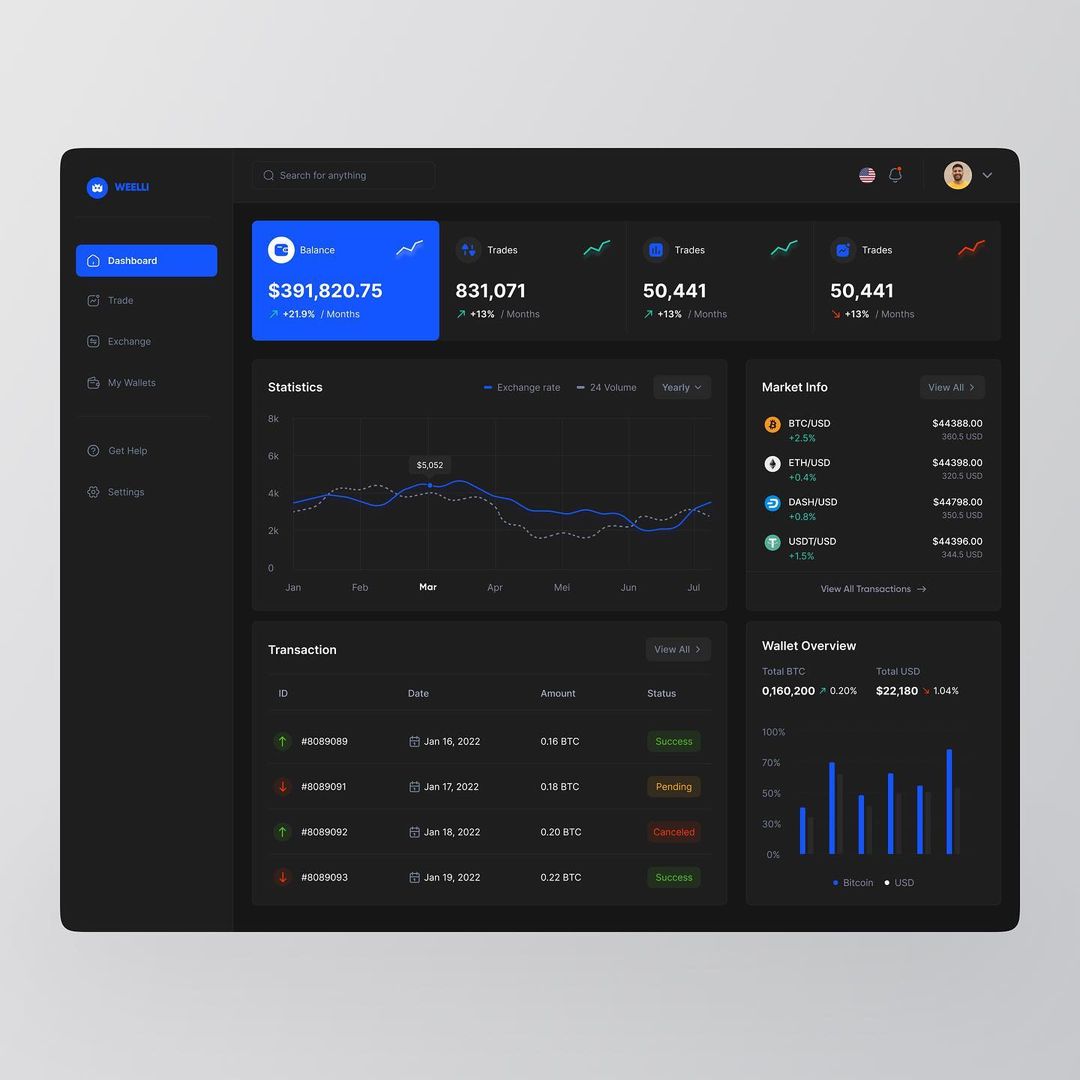 WEELLI
Search for anything
Dashboard
Trade
Exchange
My Wallets
Get Help
Settings
Balance
$391,820.75
+21.9% / Months
Trades
831,071
+13% / Months
Trades
50,441
+13% / Months
Trades
50,441
+13% / Months
Statistics
Exchange rate
24 Volume
Yearly
8k
6k
4k
2k
0
$5,052
Jan Feb Mar Apr Mei Jun Jul
Market Info
View All
BTC/USD $44388.00
+2.5% 360.5 USD
ETH/USD $44398.00
+0.4% 320.5 USD
DASH/USD $44798.00
+0.8% 350.5 USD
USDT/USD $44396.00
+1.5% 344.5 USD
View All Transactions
Transaction
View All
ID Date Amount Status
#8089089 Jan 16, 2022 0.16 BTC Success
#8089091 Jan 17, 2022 0.18 BTC Pending
#8089092 Jan 18, 2022 0.20 BTC Canceled
#8089093 Jan 19, 2022 0.22 BTC Success
Wallet Overview
Total BTC Total USD
0,160,200 0.20% $22,180 1.04%
100%
70%
50%
30%
0%
Bitcoin USD